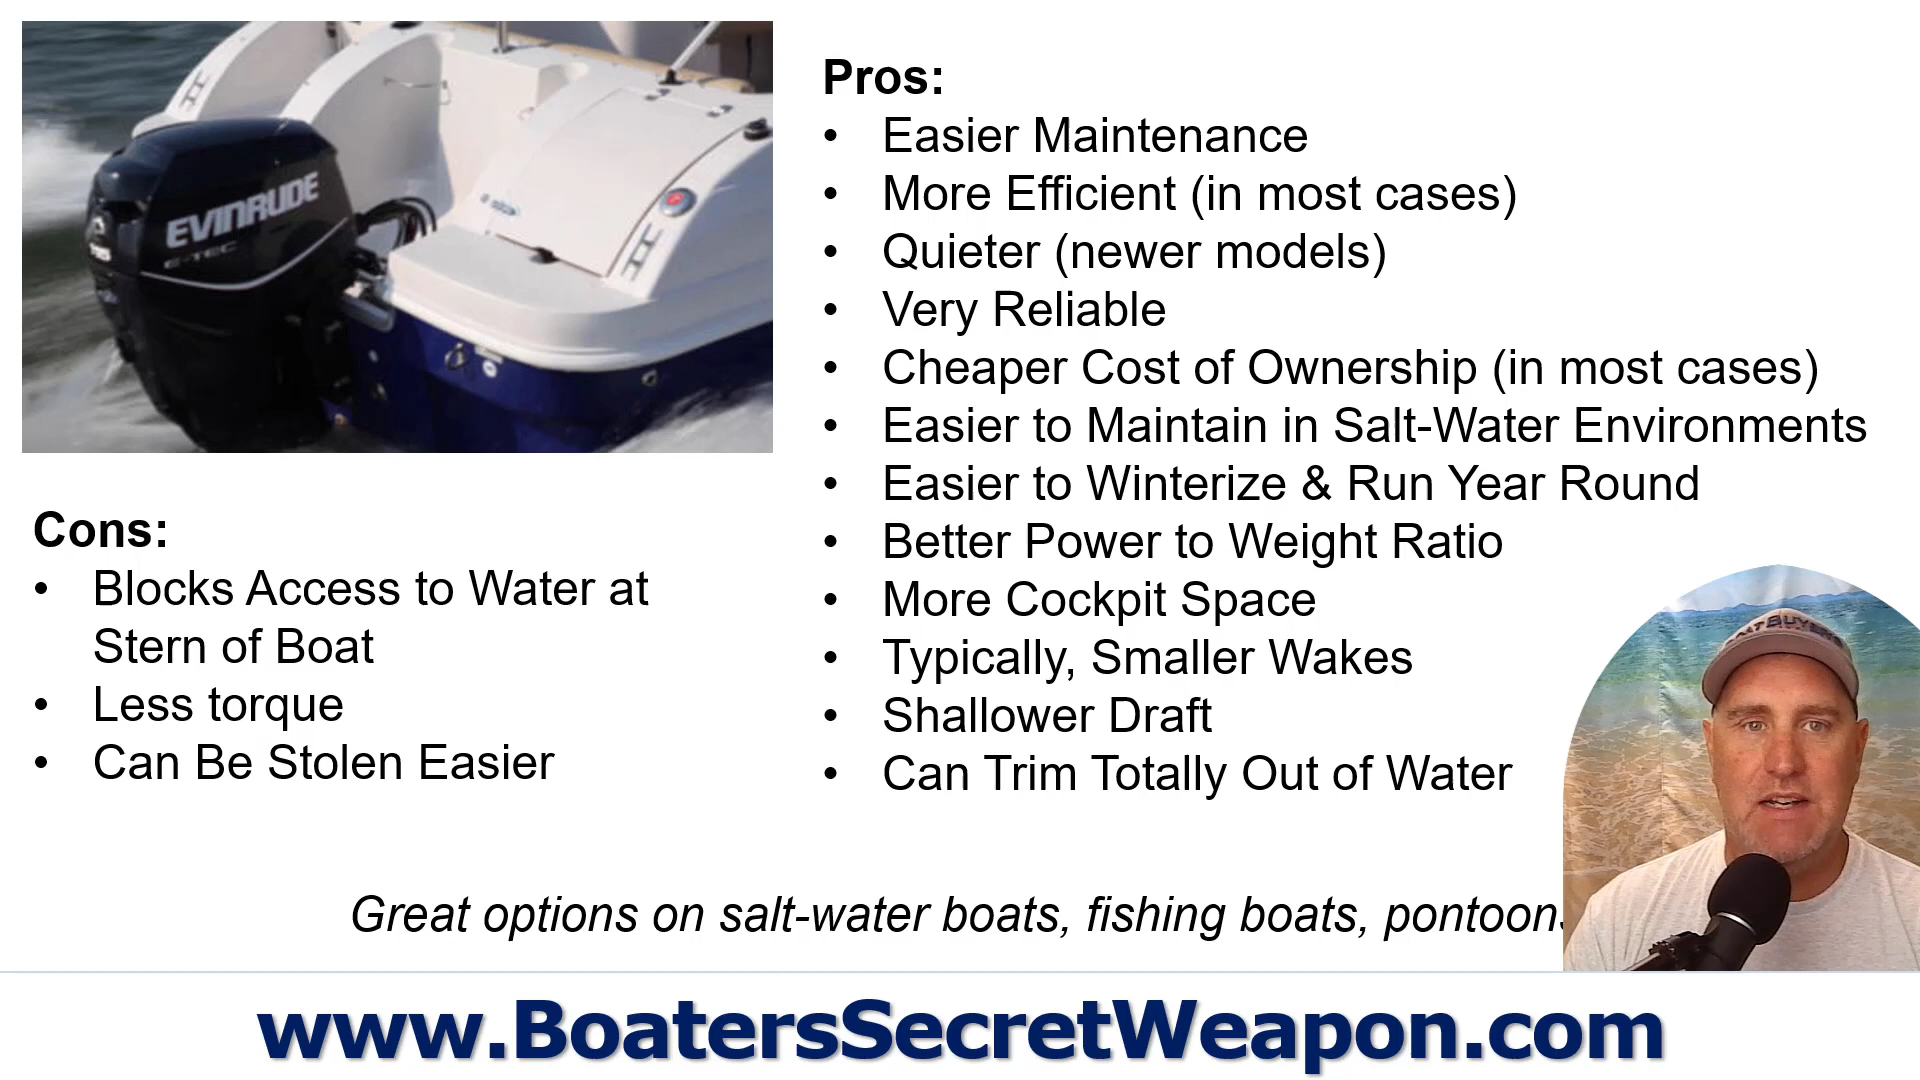 EVINRUDE
E-TEC
Pros:
• Easier Maintenance
• More Efficient (in most cases)
• Quieter (newer models)
• Very Reliable
• Cheaper Cost of Ownership (in most cases)
• Easier to Maintain in Salt-Water Environments
• Easier to Winterize & Run Year Round
• Better Power to Weight Ratio
• More Cockpit Space
• Typically, Smaller Wakes
• Shallower Draft
• Can Trim Totally Out of Water
Cons:
• Blocks Access to Water at
Stern of Boat
• Less torque
• Can Be Stolen Easier
Great options on salt-water boats, fishing boats, pontoons
www.BoatersSecretWeapon.com